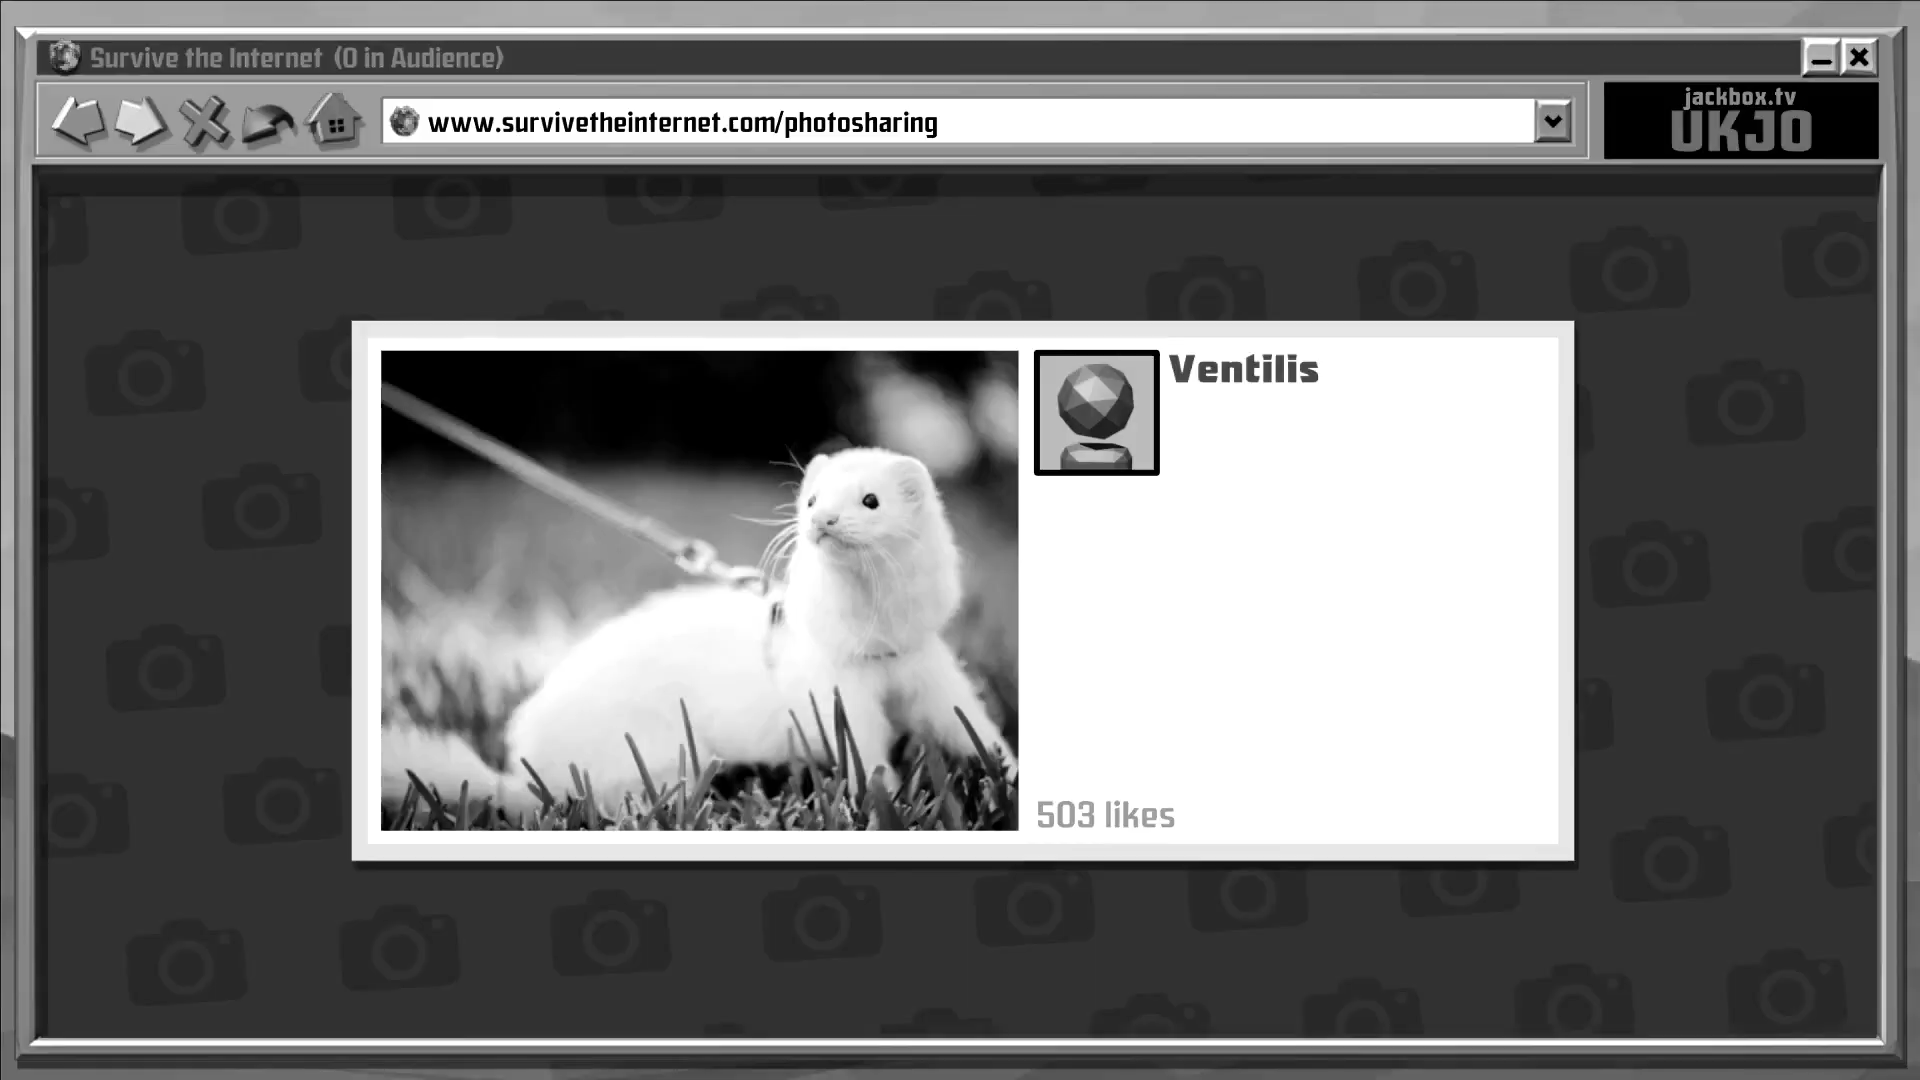 Survive the Internet (0 in Audience)
www.survivetheinternet.com/photosharing
jackbox.tv
UKJO
Ventilis
503 likes